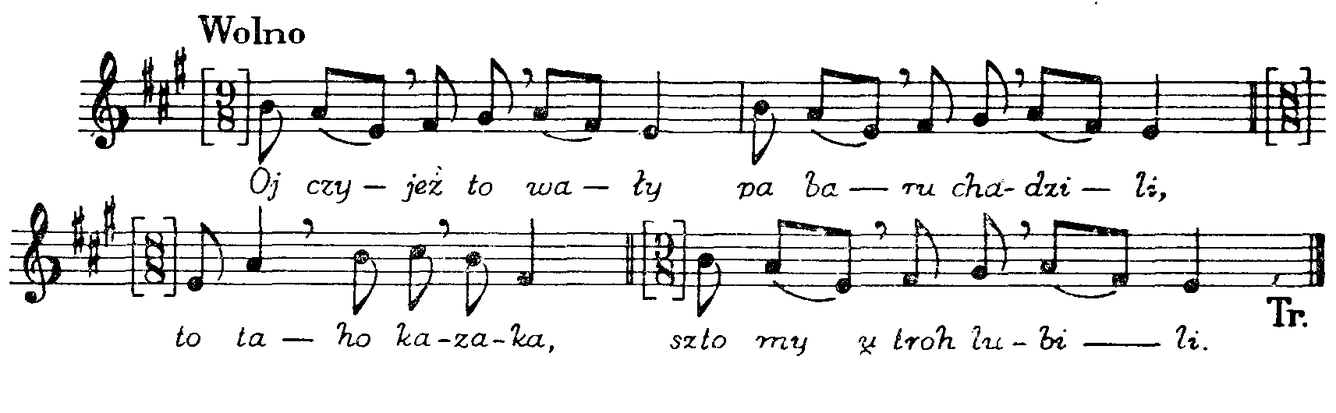 Wolno
Oj czy — jeż to wa — ły pa ba — ru cha- dzi — li,
to ta — ho ka-za-ka, szto my u̯ troh lu - bi —— li.
Tr.